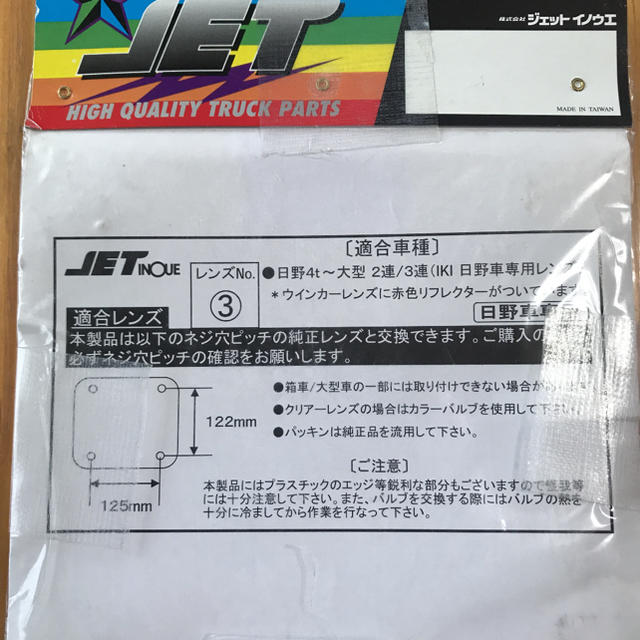 JET
株式会社 ジェットイノウエ
HIGH QUALITY TRUCK PARTS
MADE IN TAIWAN
JET INOUE
レンズNo.
③
〔適合車種〕
●日野4t～大型 2連/3連(IKI 日野車専用レンズ
＊ウインカーレンズに赤色リフレクターがついています
日野車
適合レンズ
本製品は以下のネジ穴ピッチの純正レンズと交換できます。ご購入の
必ずネジ穴ピッチの確認をお願いします。
122mm
125mm
●箱車/大型車の一部には取り付けできない場合が
●クリアーレンズの場合はカラーバルブを使用して下さい
●パッキンは純正品を流用して下さい。
〔ご注意〕
本製品にはプラスチックのエッジ等鋭利な部分もございますので怪我等
には十分注意して下さい。また、バルブを交換する際にはバルブの熱を
十分に冷ましてから作業を行なって下さい。